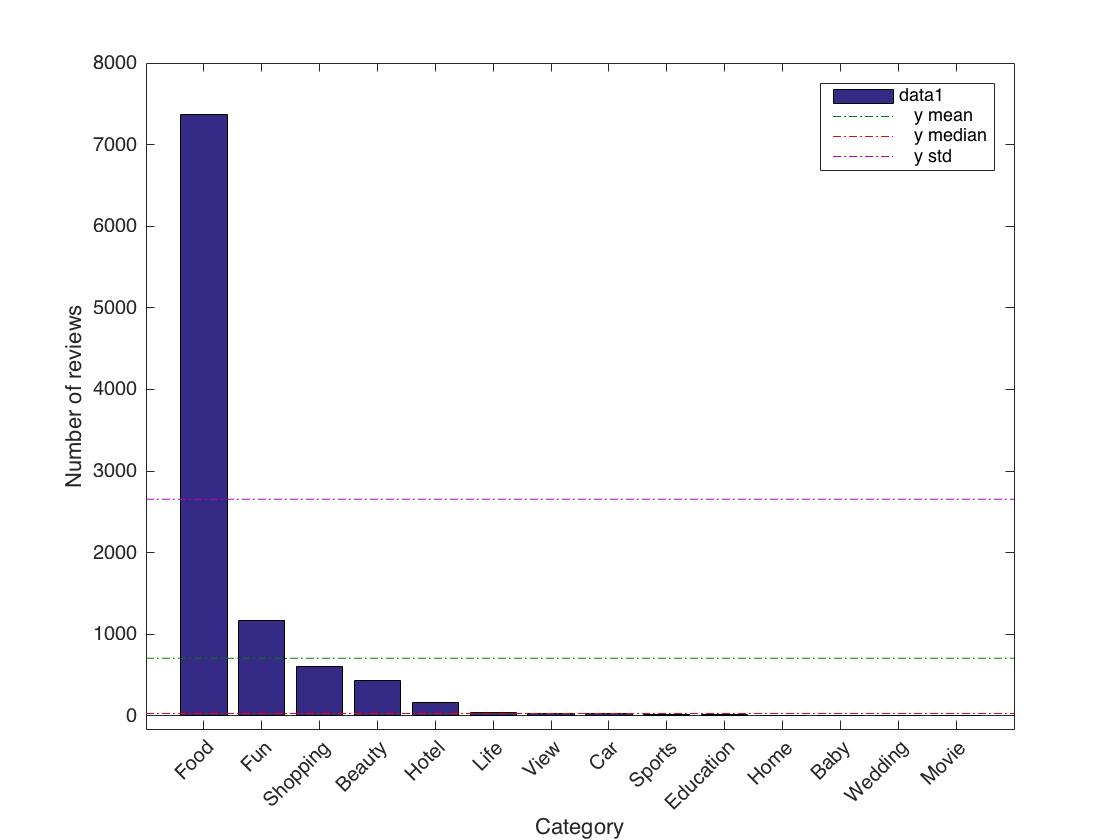 8000
7000
6000
5000
4000
3000
2000
1000
0
Number of reviews
data1
y mean
y median
y std
Food
Fun
Shopping
Beauty
Hotel
Life
View
Car
Sports
Education
Home
Baby
Wedding
Movie
Category